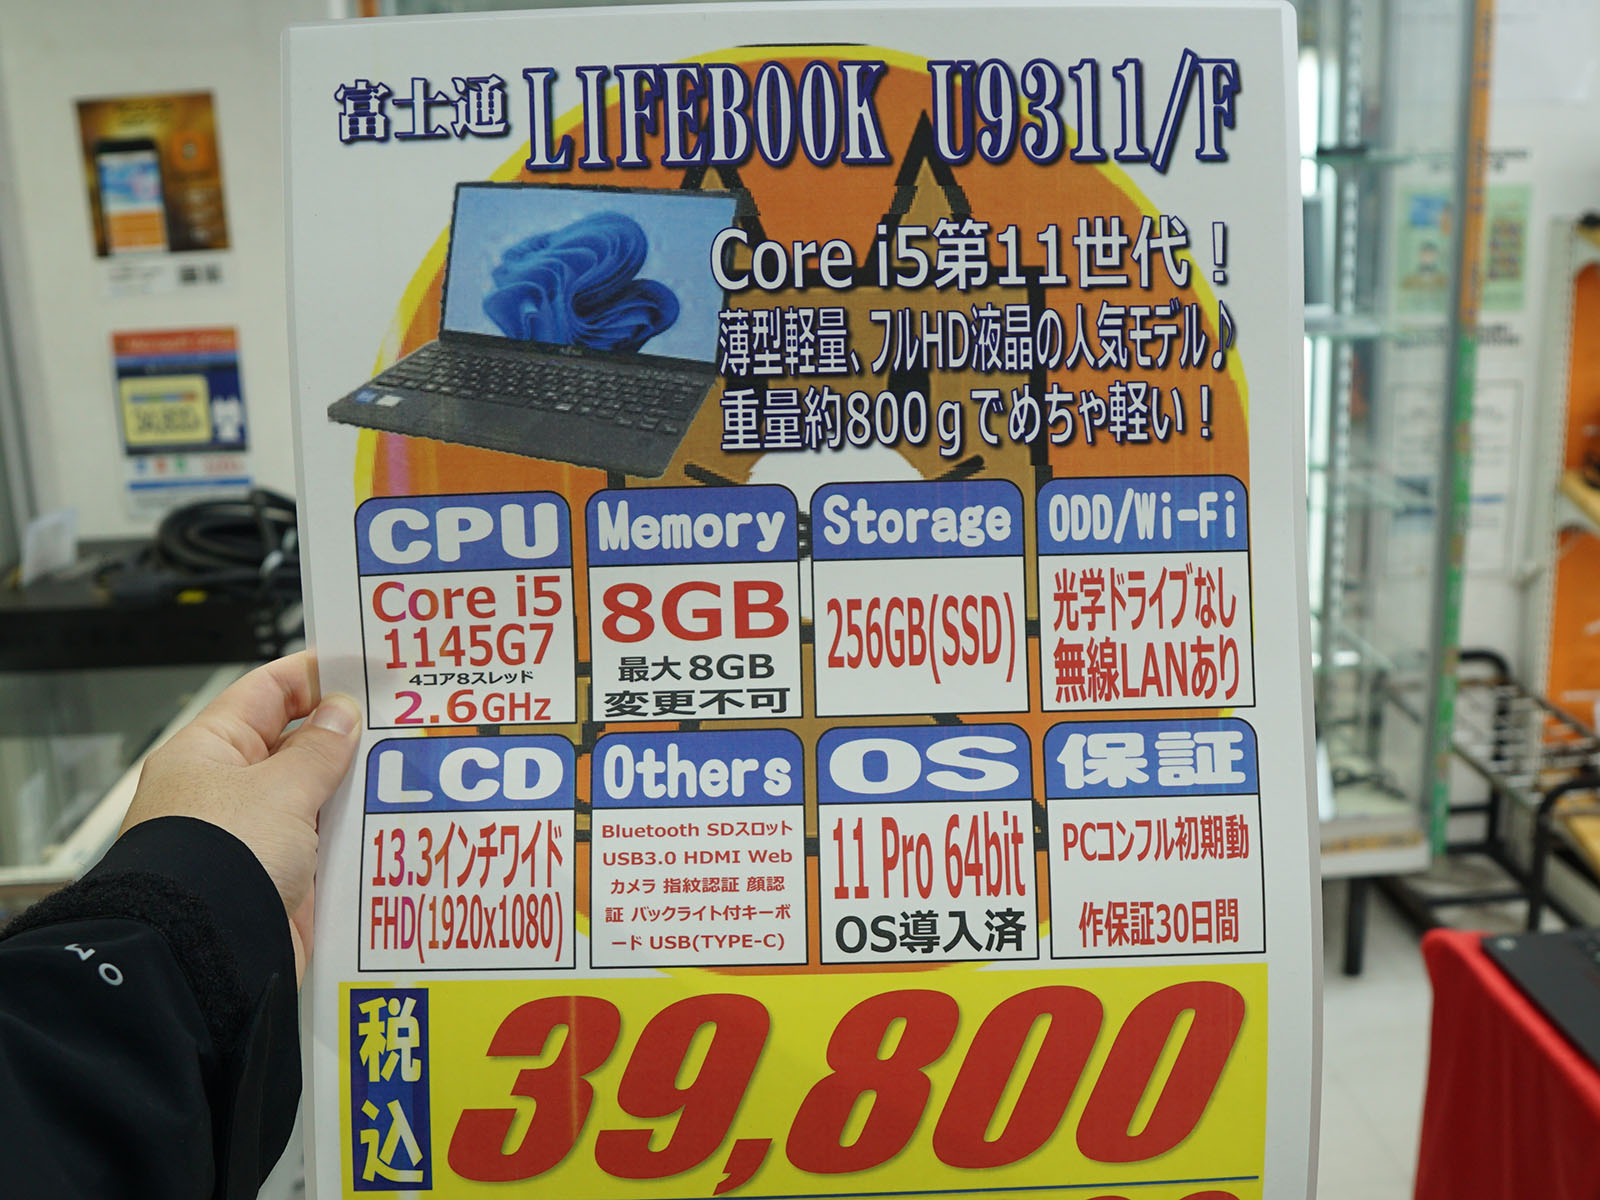 富士通 LIFEBOOK U9311/F
Core i5第11世代！
薄型軽量、フルHD液晶の人気モデル♪
重量約800gでめちゃ軽い！
CPU
Core i5
1145G7
4コア8スレッド
2.6GHz
Memory
8GB
最大8GB
変更不可
Storage
256GB(SSD)
ODD/Wi-Fi
光学ドライブなし
無線LANあり
LCD
13.3インチワイド
FHD(1920x1080)
Others
Bluetooth SDスロット
USB3.0 HDMI Web
カメラ 指紋認証 顔認
証 バックライト付キーボ
ード USB(TYPE-C)
OS
11 Pro 64bit
OS導入済
保証
PCコンフル初期動
作保証30日間
税込
39,800